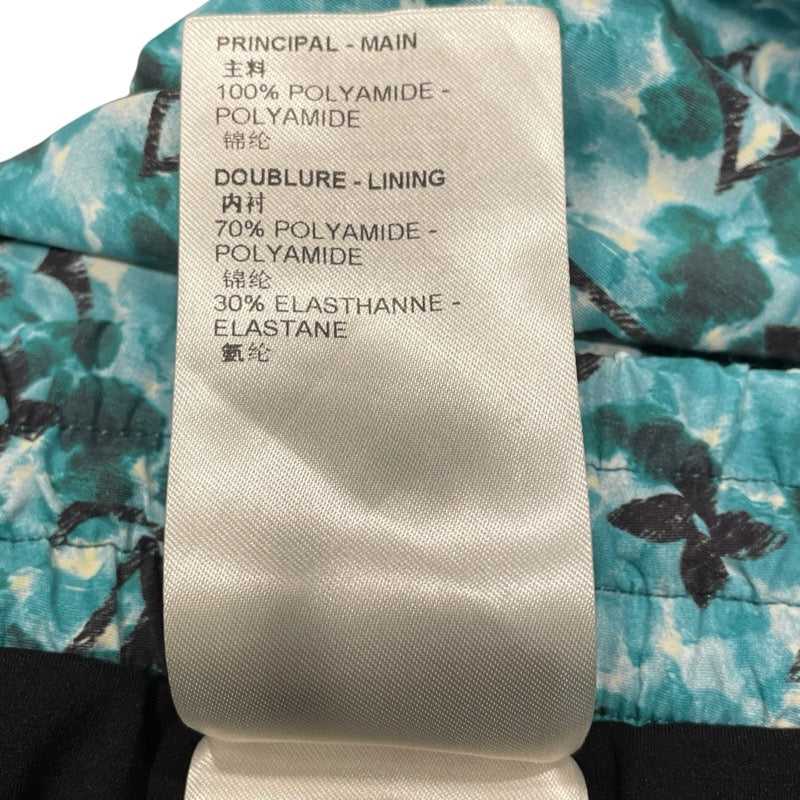 PRINCIPAL - MAIN
主料
100% POLYAMIDE -
POLYAMIDE
锦纶
DOUBLURE - LINING
内衬
70% POLYAMIDE -
POLYAMIDE
锦纶
30% ELASTHANNE -
ELASTANE
氨纶